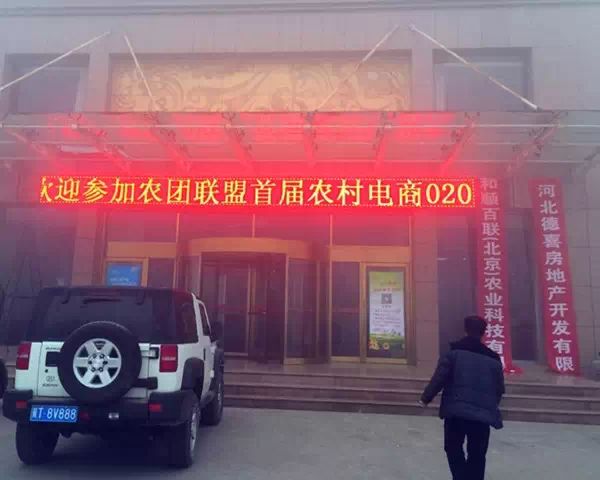 欢迎参加农团联盟首届农村电商020
和顺百联(北京)农业科技有
河北德喜房地产开发有限
T·8V888